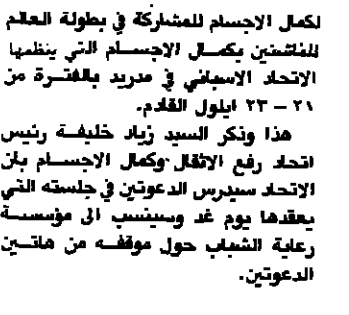 لكمال الاجسام للمشاركة في بطولة العالم
للناشئين بكمال الاجسام التي ينظمها
الاتحاد الاسباني في مدريد بالفترة من
٢١ - ٢٣ ايلول القادم.
هذا وذكر السيد زياد خليفة رئيس
اتحاد رفع الاثقال وكمال الاجسام بان
الاتحاد سيدرس الدعوتين في جلسته التي
يعقدها يوم غد وسينسب الى مؤسسة
رعاية الشباب حول موقفه من هاتين
الدعوتين.